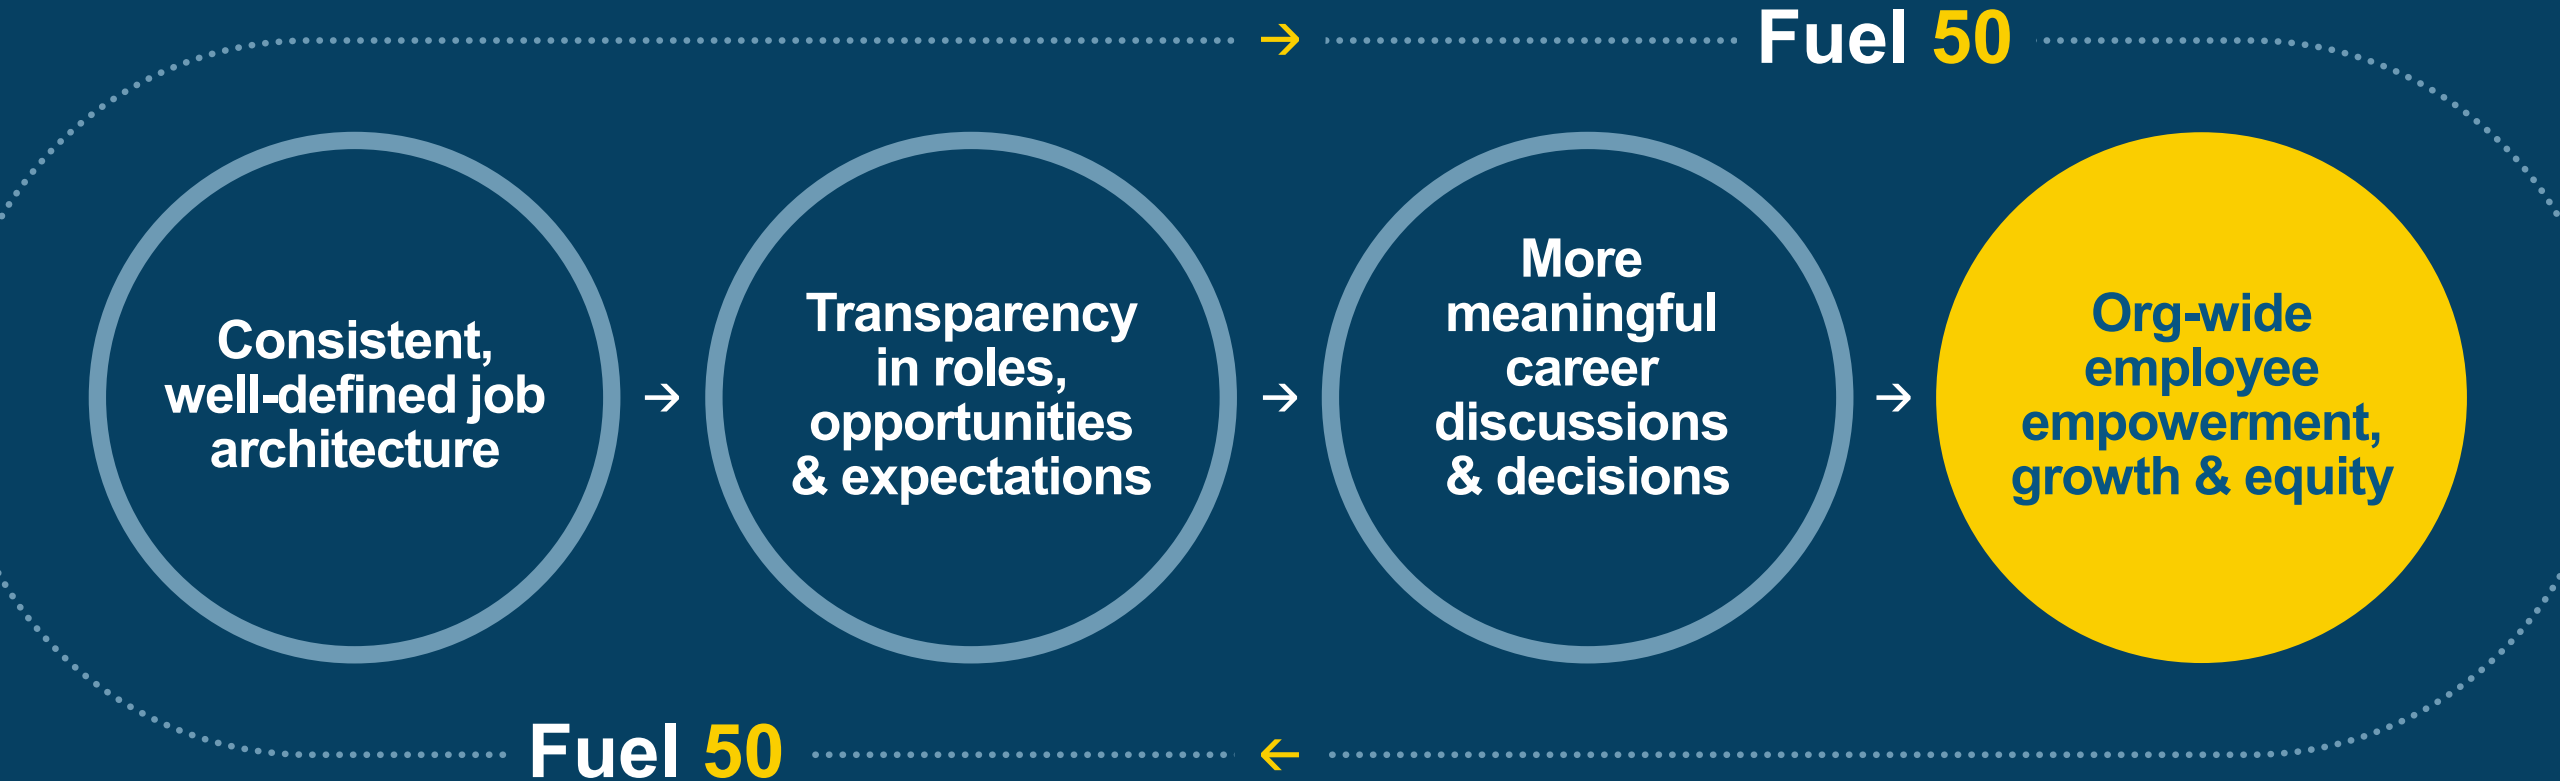 Fuel 50
Consistent,
well-defined job
architecture
Transparency
in roles,
opportunities
& expectations
More
meaningful
career
discussions
& decisions
Org-wide
employee
empowerment,
growth & equity
Fuel 50